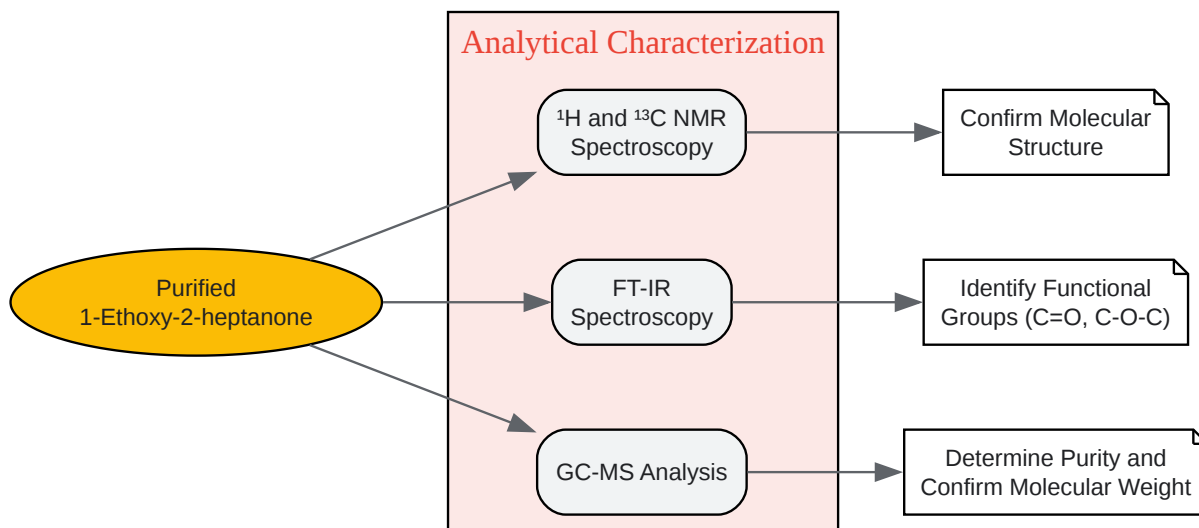 Analytical Characterization
¹H and ¹³C NMR
Spectroscopy
Confirm Molecular
Structure
Purified
1-Ethoxy-2-heptanone
FT-IR
Spectroscopy
Identify Functional
Groups (C=O, C-O-C)
GC-MS Analysis
Determine Purity and
Confirm Molecular Weight